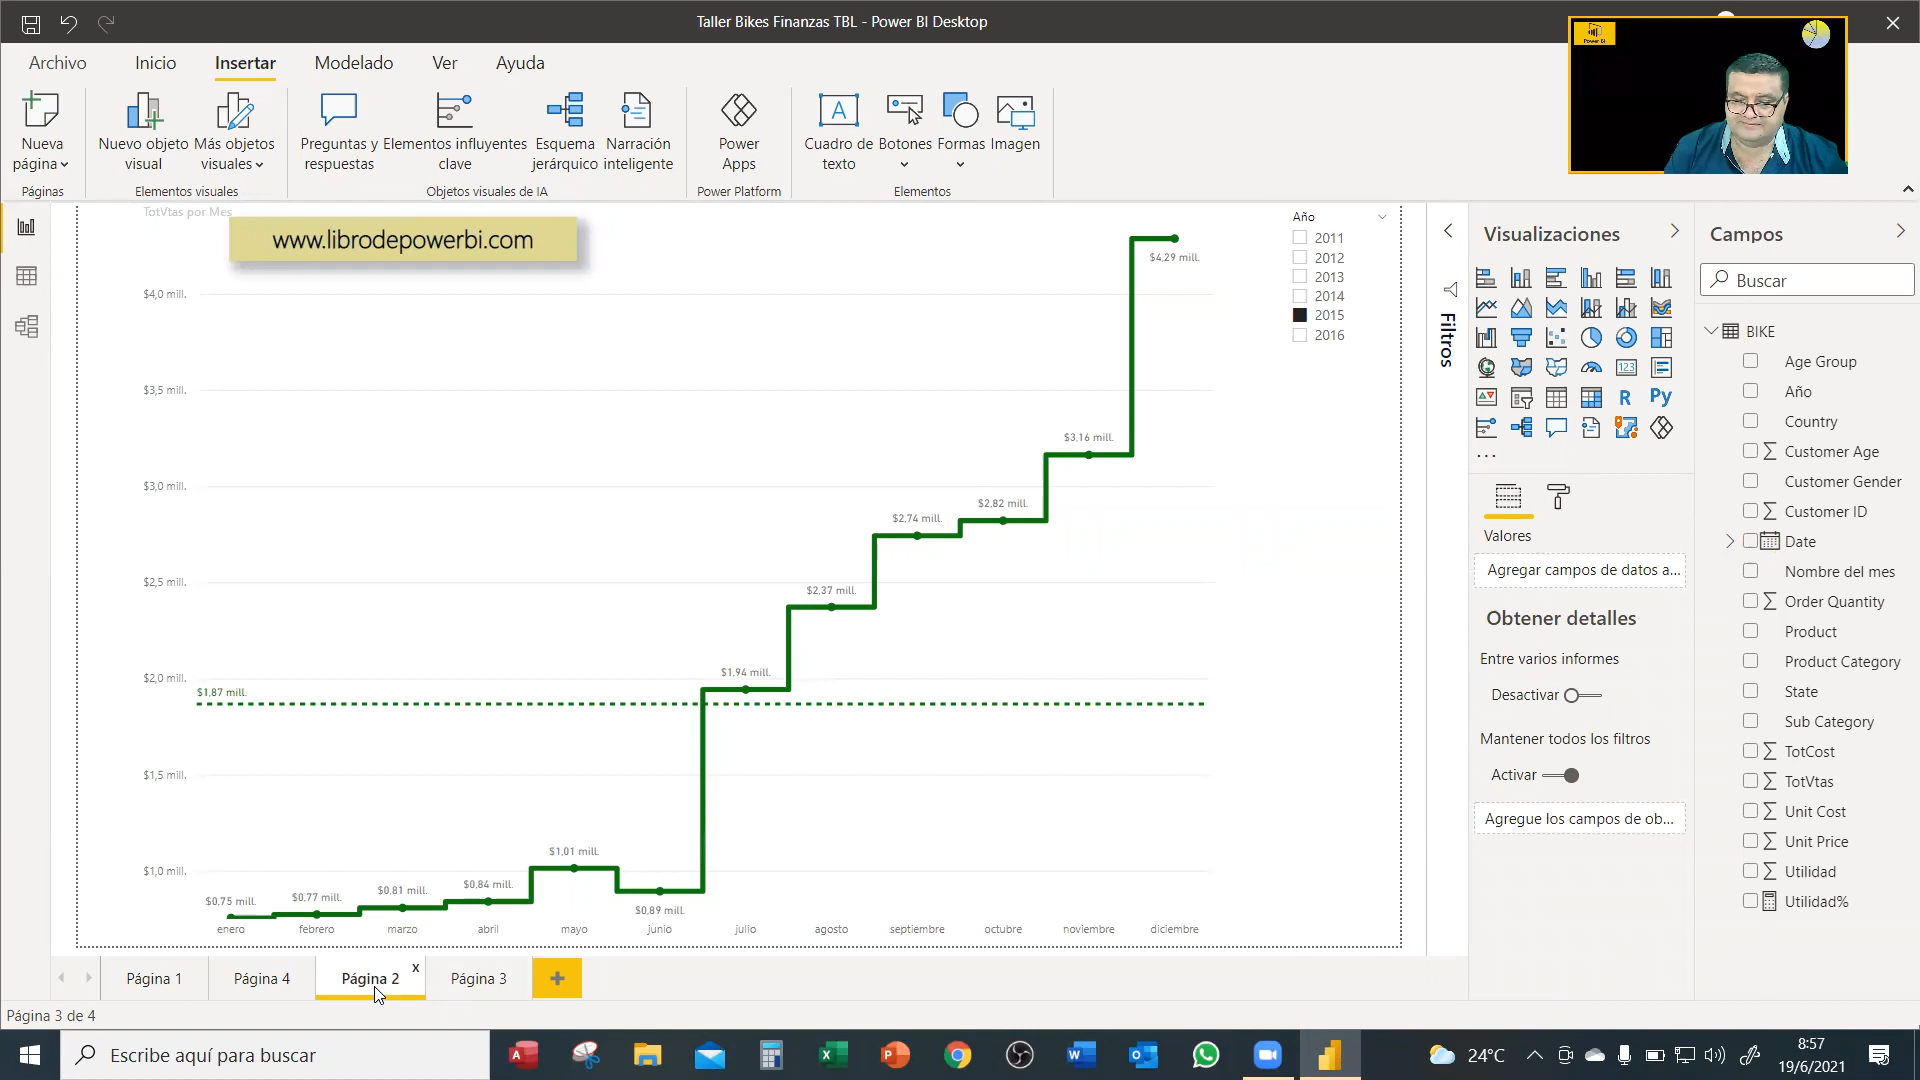 Taller Bikes Finanzas TBL - Power BI Desktop
Archivo
Inicio
Insertar
Modelado
Ver
Ayuda
Nueva
página
Nuevo objeto
visual
Más objetos
visuales
Preguntas y
respuestas
Elementos influyentes
clave
Esquema
jerárquico
Narración
inteligente
Power
Apps
Cuadro de
texto
Botones
Formas
Imagen
Páginas
Elementos visuales
Objetos visuales de IA
Power Platform
Elementos
Power BI
TotVtas por Mes
www.librodepowerbi.com
$4,0 mill.
$3,5 mill.
$3,0 mill.
$2,5 mill.
$2,0 mill.
$1,5 mill.
$1,0 mill.
$1,87 mill.
$0,75 mill.
$0,77 mill.
$0,81 mill.
$0,84 mill.
$1,01 mill.
$0,89 mill.
$1,94 mill.
$2,37 mill.
$2,74 mill.
$2,82 mill.
$3,16 mill.
$4,29 mill.
enero
febrero
marzo
abril
mayo
junio
julio
agosto
septiembre
octubre
noviembre
diciembre
Año
2011
2012
2013
2014
2015
2016
Filtros
Visualizaciones
123
R
Py
...
Valores
Agregar campos de datos a...
Obtener detalles
Entre varios informes
Desactivar
Mantener todos los filtros
Activar
Agregue los campos de ob...
Campos
Buscar
BIKE
Age Group
Año
Country
Customer Age
Customer Gender
Customer ID
Date
Nombre del mes
Order Quantity
Product
Product Category
State
Sub Category
TotCost
TotVtas
Unit Cost
Unit Price
Utilidad
Utilidad%
Página 1
Página 4
Página 2
x
Página 3
+
Página 3 de 4
Escribe aquí para buscar
24°C
8:57
19/6/2021